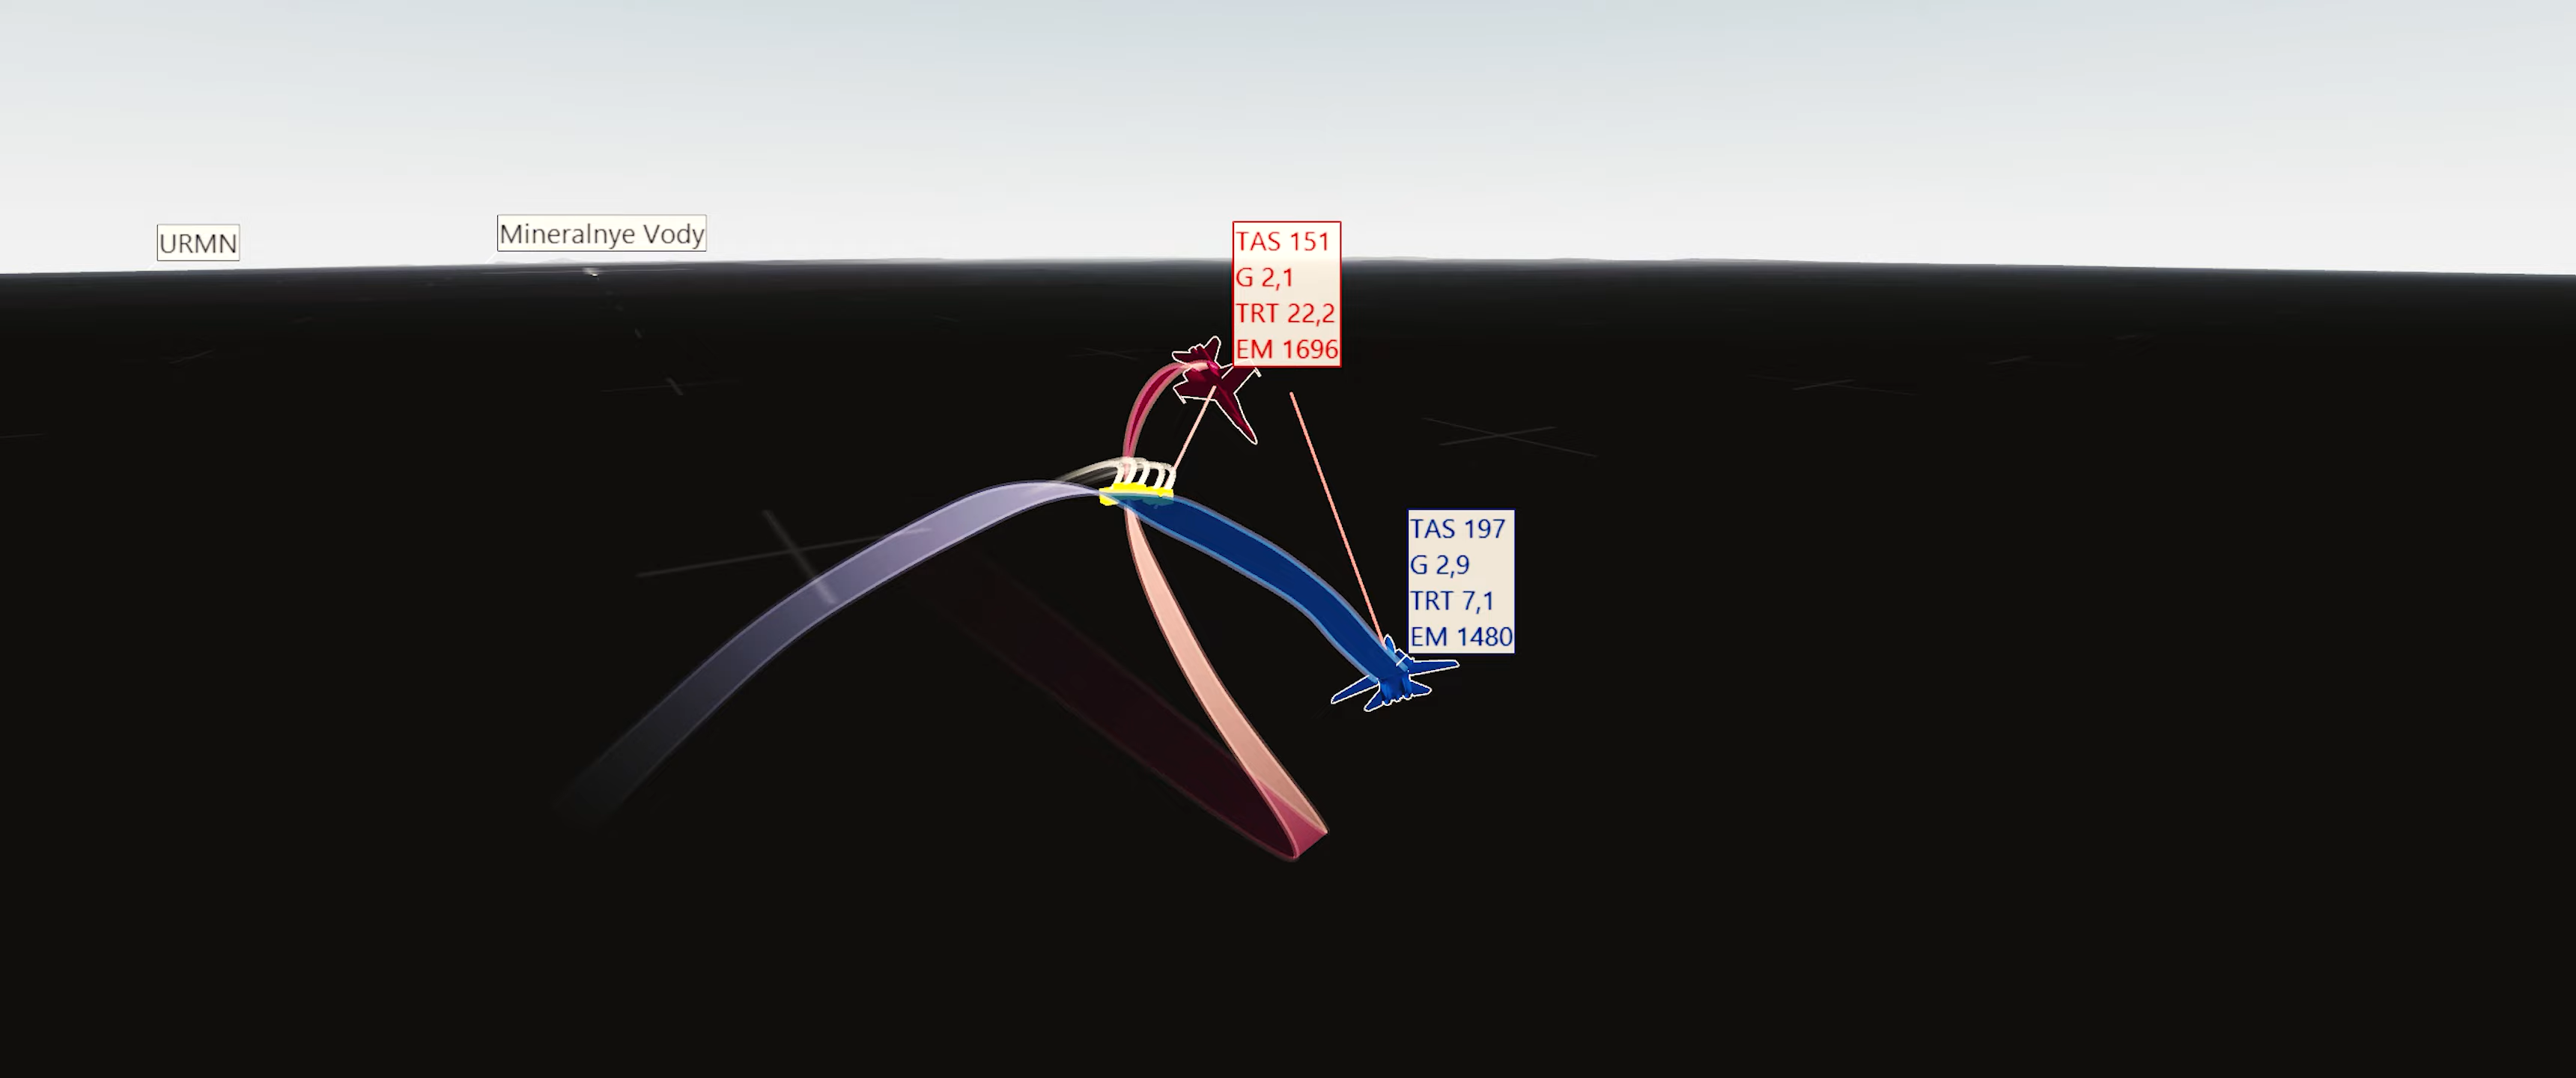 URMN
Mineralnye Vody
TAS 151
G 2,1
TRT 22,2
EM 1696
TAS 197
G 2,9
TRT 7,1
EM 1480